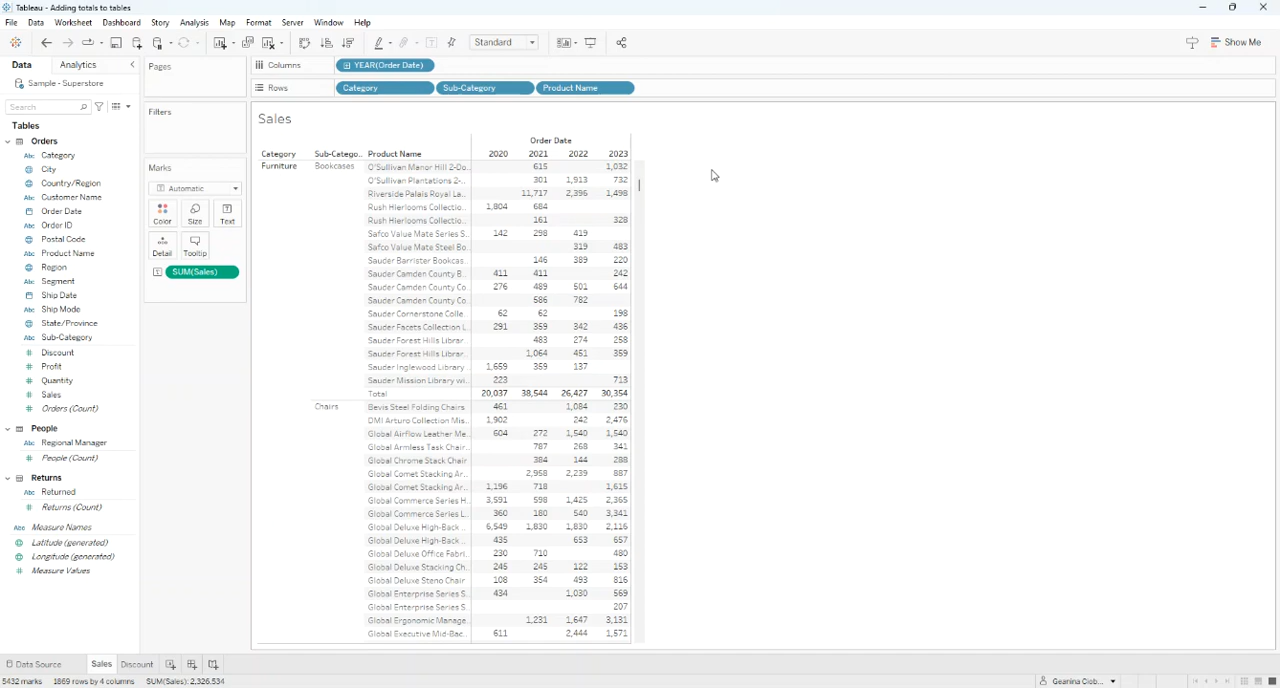 Tableau - Adding totals to tables
File Data Worksheet Dashboard Story Analysis Map Format Server Window Help
Standard
Show Me
Data Analytics
Sample - Superstore
Search
Tables
Orders
Category
City
Country/Region
Customer Name
Order Date
Order ID
Postal Code
Product Name
Region
Segment
Ship Date
Ship Mode
State/Province
Sub-Category
Discount
Profit
Quantity
Sales
Orders (Count)
People
Regional Manager
People (Count)
Returns
Returned
Returns (Count)
Measure Names
Latitude (generated)
Longitude (generated)
Measure Values
Pages
Filters
Marks
Automatic
Color Size Text
Detail Tooltip
SUM(Sales)
Columns YEAR(Order Date)
Rows Category Sub-Category Product Name
Sales
Order Date
Category Sub-Catego.. Product Name 2020 2021 2022 2023
Furniture Bookcases O'Sullivan Manor Hill 2-Do.. 615 1,032
O'Sullivan Plantations 2-.. 301 1,913 732
Riverside Palais Royal La.. 11,717 2,396 1,498
Rush Hierlooms Collectio.. 1,804 684
Rush Hierlooms Collectio.. 161 328
Safco Value Mate Series S.. 142 298 419
Safco Value Mate Steel Bo.. 319 483
Sauder Barrister Bookcas.. 146 389 220
Sauder Camden County B.. 411 411 242
Sauder Camden County Co.. 276 489 501 644
Sauder Camden County Co.. 586 782
Sauder Cornerstone Colle.. 62 62 198
Sauder Facets Collection L.. 291 359 342 436
Sauder Forest Hills Librar.. 483 274 258
Sauder Forest Hills Librar.. 1,064 451 359
Sauder Inglewood Library .. 1,659 359 137
Sauder Mission Library wi.. 223 713
Total 20,037 38,544 26,427 30,354
Chairs Bevis Steel Folding Chairs 461 1,084 230
DMI Arturo Collection Mis.. 1,902 242 2,476
Global Airflow Leather Me.. 604 272 1,540 1,540
Global Armless Task Chair.. 787 268 341
Global Chrome Stack Chair 384 144 288
Global Comet Stacking Ar.. 2,958 2,239 887
Global Comet Stacking Ar.. 1,196 718 1,615
Global Commerce Series H.. 3,591 598 1,425 2,365
Global Commerce Series L.. 360 180 540 3,341
Global Deluxe High-Back .. 6,549 1,830 1,830 2,116
Global Deluxe High-Back .. 435 653 657
Global Deluxe Office Fabri.. 230 710 480
Global Deluxe Stacking Ch.. 245 245 122 153
Global Deluxe Steno Chair 108 354 493 816
Global Enterprise Series S.. 434 1,030 569
Global Enterprise Series S.. 207
Global Ergonomic Manage.. 1,231 1,647 3,131
Global Executive Mid-Bac.. 611 2,444 1,571
Data Source Sales Discount
5432 marks 1869 rows by 4 columns SUM(Sales): 2,326,534
Geanina Ciob...